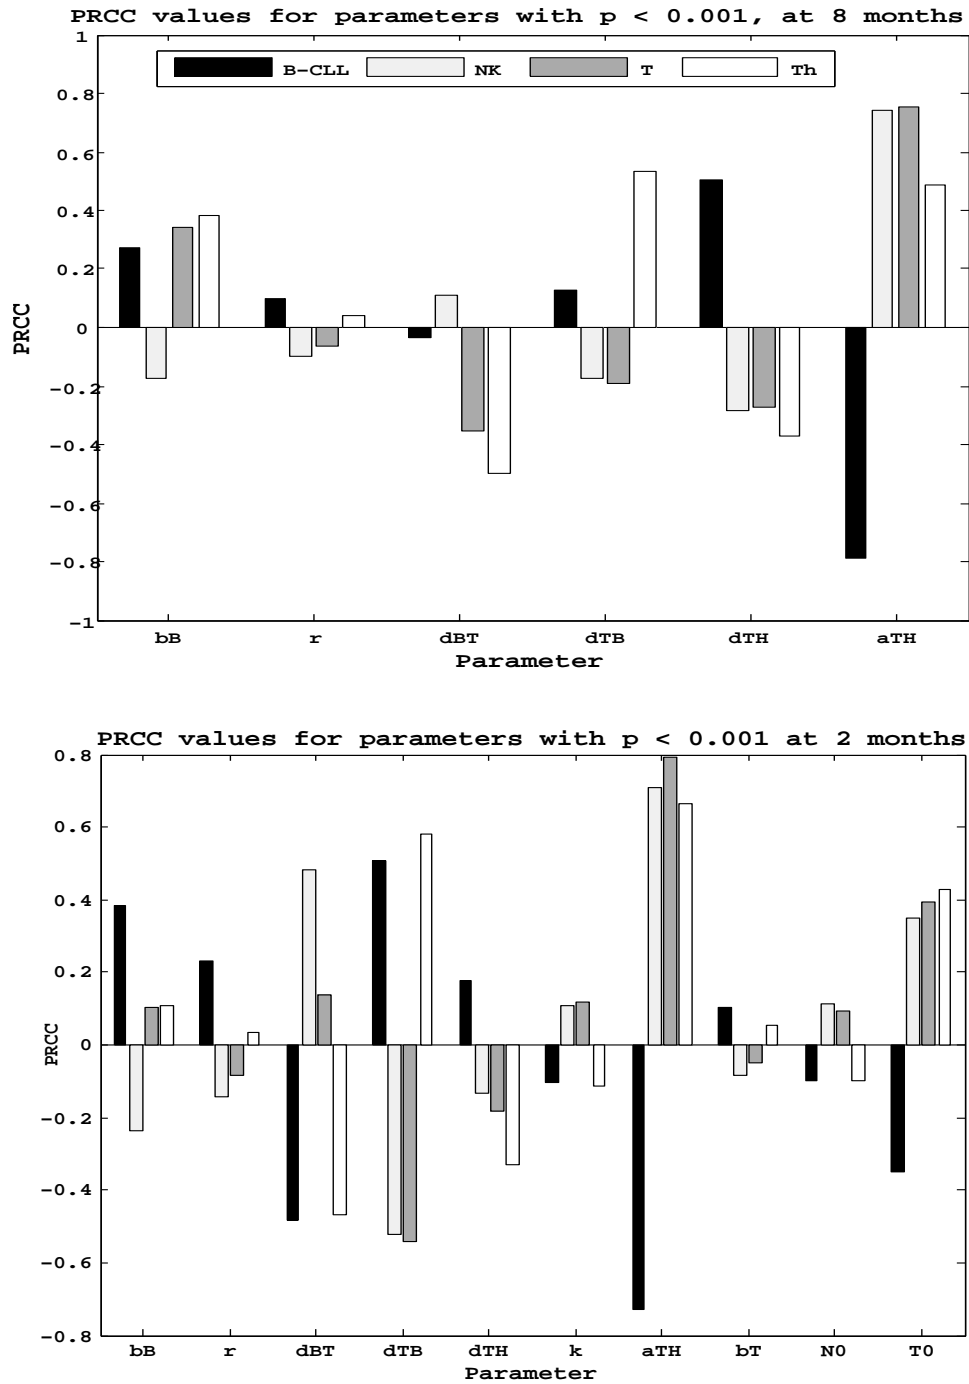 PRCC values for parameters with p < 0.001, at 8 months
B-CLL NK T Th
1
0.8
0.6
0.4
0.2
0
-0.2
-0.4
-0.6
-0.8
-1
PRCC
bB r dBT dTB dTH aTH
Parameter
PRCC values for parameters with p < 0.001 at 2 months
0.8
0.6
0.4
0.2
0
-0.2
-0.4
-0.6
-0.8
PRCC
bB r dBT dTB dTH k aTH bT N0 T0
Parameter